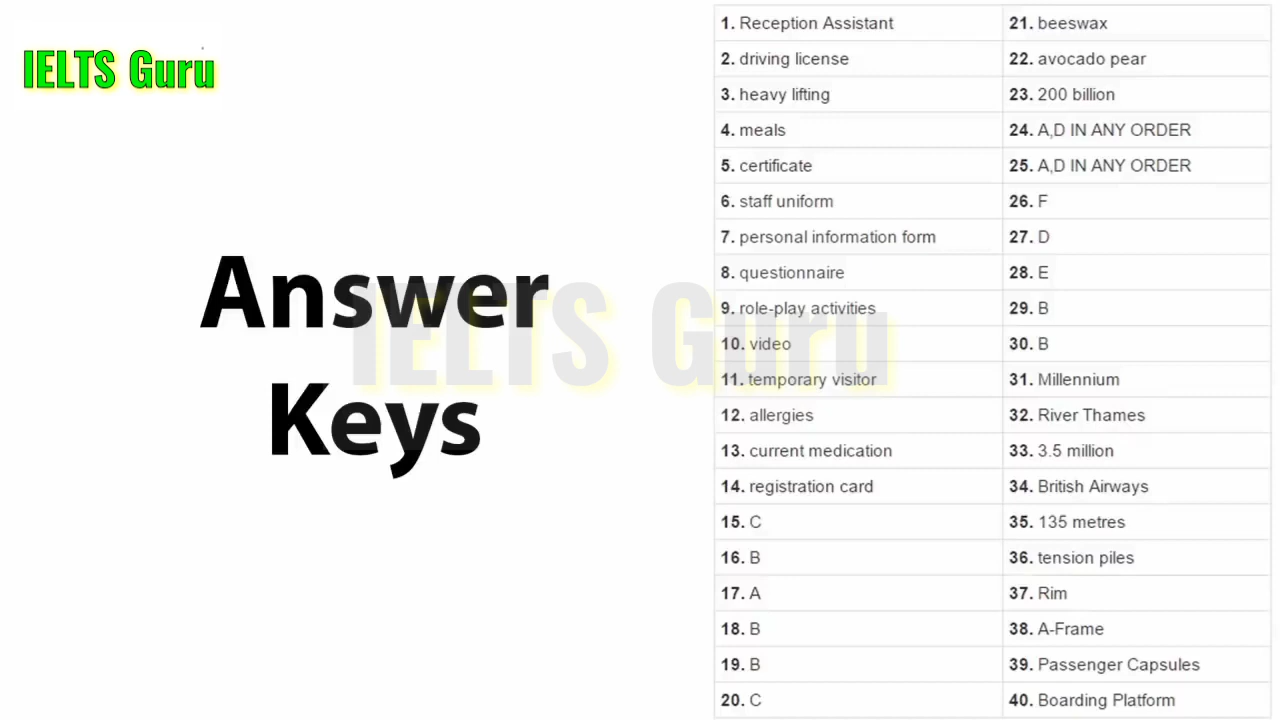 IELTS Guru
Answer
Keys
IELTS Guru
1. Reception Assistant
2. driving license
3. heavy lifting
4. meals
5. certificate
6. staff uniform
7. personal information form
8. questionnaire
9. role-play activities
10. video
11. temporary visitor
12. allergies
13. current medication
14. registration card
15. C
16. B
17. A
18. B
19. B
20. C
21. beeswax
22. avocado pear
23. 200 billion
24. A,D IN ANY ORDER
25. A,D IN ANY ORDER
26. F
27. D
28. E
29. B
30. B
31. Millennium
32. River Thames
33. 3.5 million
34. British Airways
35. 135 metres
36. tension piles
37. Rim
38. A-Frame
39. Passenger Capsules
40. Boarding Platform